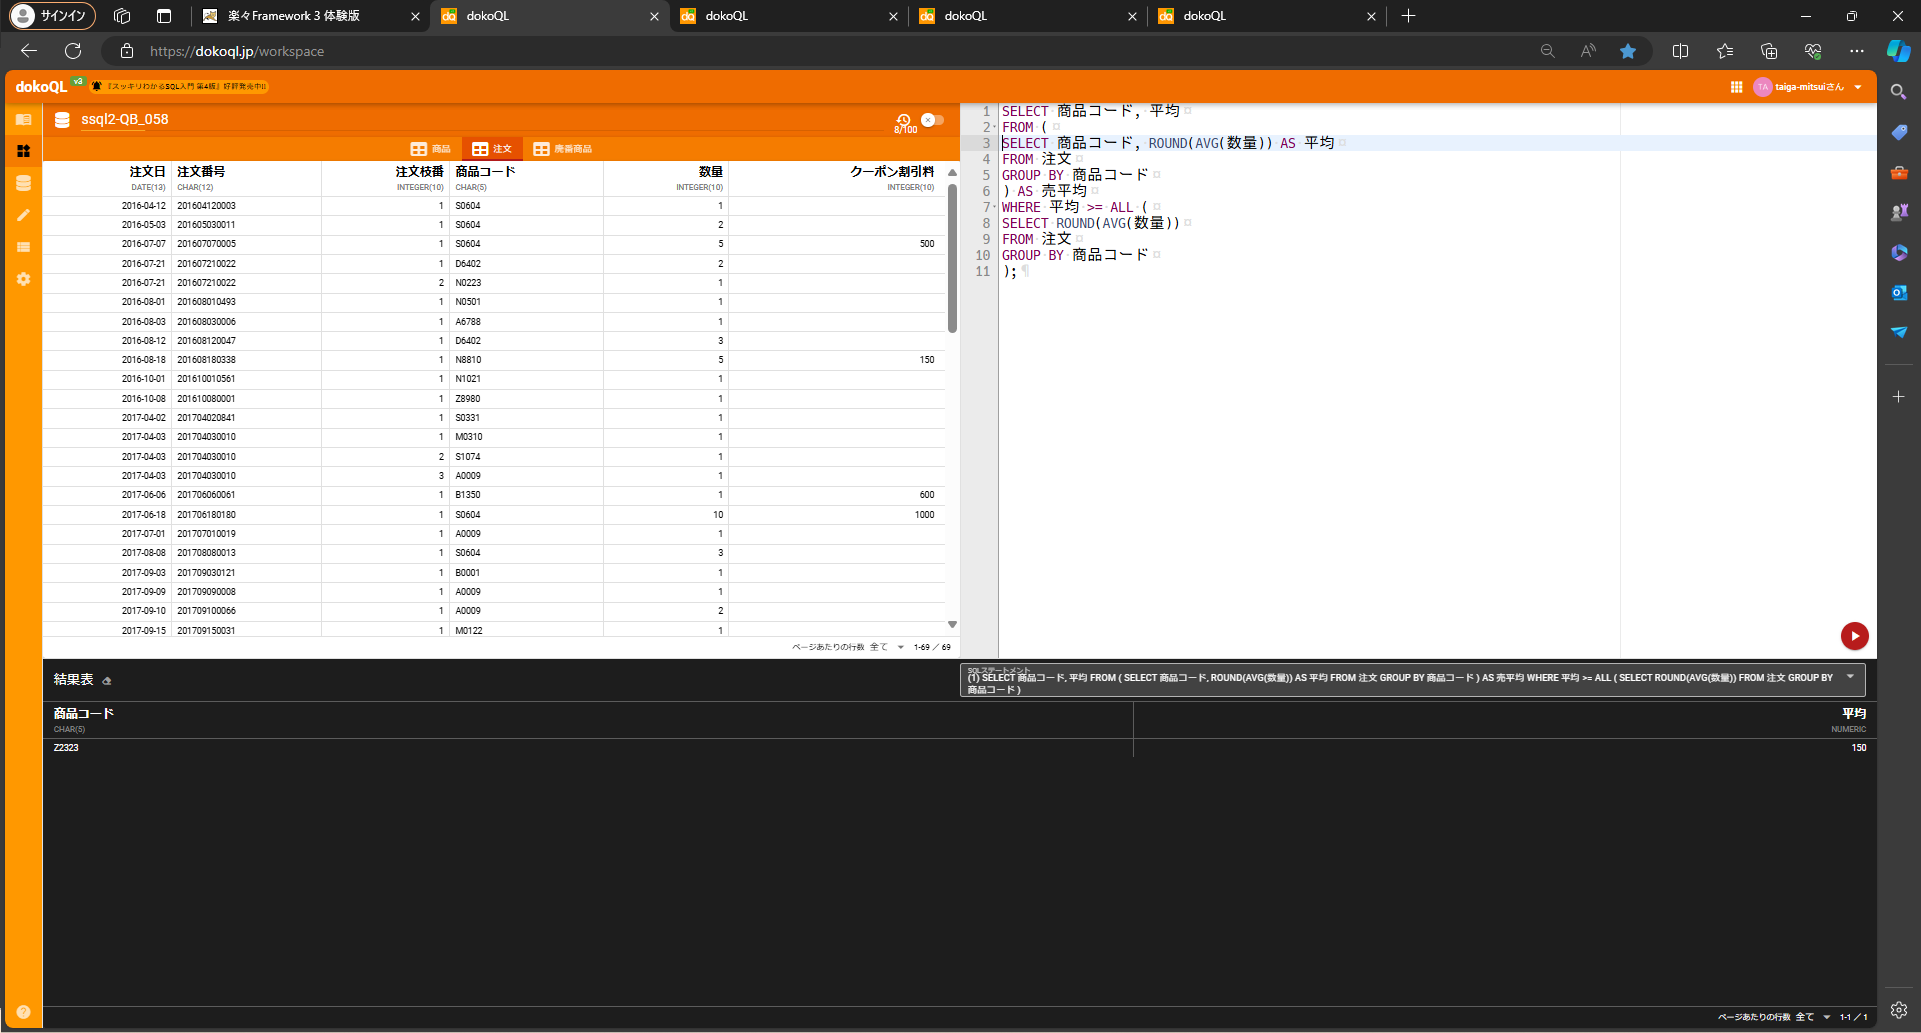 サインイン
楽々Framework 3 体験版
dokoQL
dokoQL
dokoQL
dokoQL
https://dokoql.jp/workspace
dokoQL v3
『スッキリわかるSQL入門 第4版』好評発売中!!
TA taiga-mitsuiさん
ssql2-QB_058
8/100
商品 注文 廃番商品
注文日 注文番号 注文枝番 商品コード 数量 クーポン割引料
DATE(13) CHAR(12) INTEGER(10) CHAR(5) INTEGER(10) INTEGER(10)
2016-04-12 201604120003 1 S0604 1
2016-05-03 201605030011 1 S0604 2
2016-07-07 201607070005 1 S0604 5 500
2016-07-21 201607210022 1 D6402 2
2016-07-21 201607210022 2 N0223 1
2016-08-01 201608010493 1 N0501 1
2016-08-03 201608030006 1 A6788 1
2016-08-12 201608120047 1 D6402 3
2016-08-18 201608180338 1 N8810 5 150
2016-10-01 201610010561 1 N1021 1
2016-10-08 201610080001 1 Z8980 1
2017-04-02 201704020841 1 S0331 1
2017-04-03 201704030010 1 M0310 1
2017-04-03 201704030010 2 S1074 1
2017-04-03 201704030010 3 A0009 1
2017-06-06 201706060061 1 B1350 1 600
2017-06-18 201706180180 1 S0604 10 1000
2017-07-01 201707010019 1 A0009 1
2017-08-08 201708080013 1 S0604 3
2017-09-03 201709030121 1 B0001 1
2017-09-09 201709090008 1 A0009 1
2017-09-10 201709100066 1 A0009 2
2017-09-15 201709150031 1 M0122 1
ページあたりの行数 全て 1-69 / 69
1 SELECT 商品コード, 平均
2 FROM (
3 SELECT 商品コード, ROUND(AVG(数量)) AS 平均
4 FROM 注文
5 GROUP BY 商品コード
6 ) AS 売平均
7 WHERE 平均 >= ALL (
8 SELECT ROUND(AVG(数量))
9 FROM 注文
10 GROUP BY 商品コード
11 );
結果表
SQLステートメント
(1) SELECT 商品コード, 平均 FROM ( SELECT 商品コード, ROUND(AVG(数量)) AS 平均 FROM 注文 GROUP BY 商品コード ) AS 売平均 WHERE 平均 >= ALL ( SELECT ROUND(AVG(数量)) FROM 注文 GROUP BY
商品コード )
商品コード 平均
CHAR(5) NUMERIC
Z2323 150
ページあたりの行数 全て 1-1 / 1